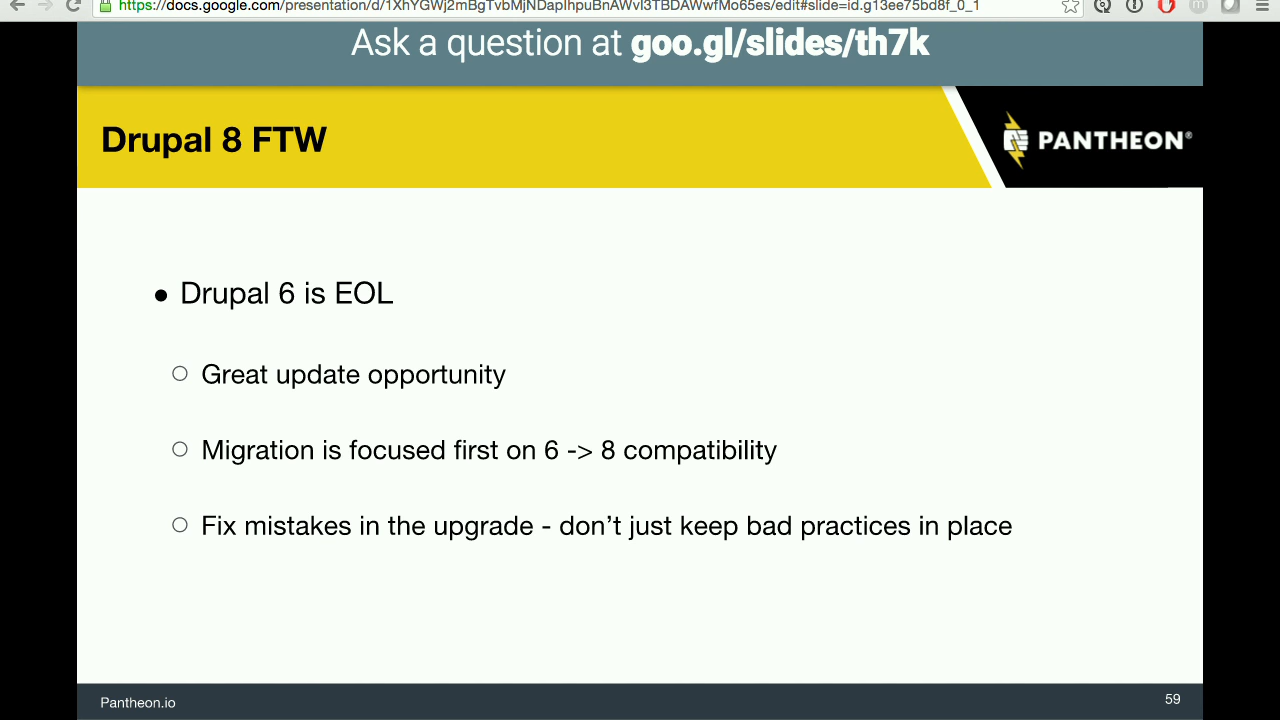 https://docs.google.com/presentation/d/1XhYGWj2mBgTvbMjNDapIhpuBnAWvl3TBDAWwfMo65es/edit#slide=id.g13ee75bd8f_0_1
Ask a question at goo.gl/slides/th7k
Drupal 8 FTW
PANTHEON®
● Drupal 6 is EOL
○ Great update opportunity
○ Migration is focused first on 6 -> 8 compatibility
○ Fix mistakes in the upgrade - don’t just keep bad practices in place
Pantheon.io
59